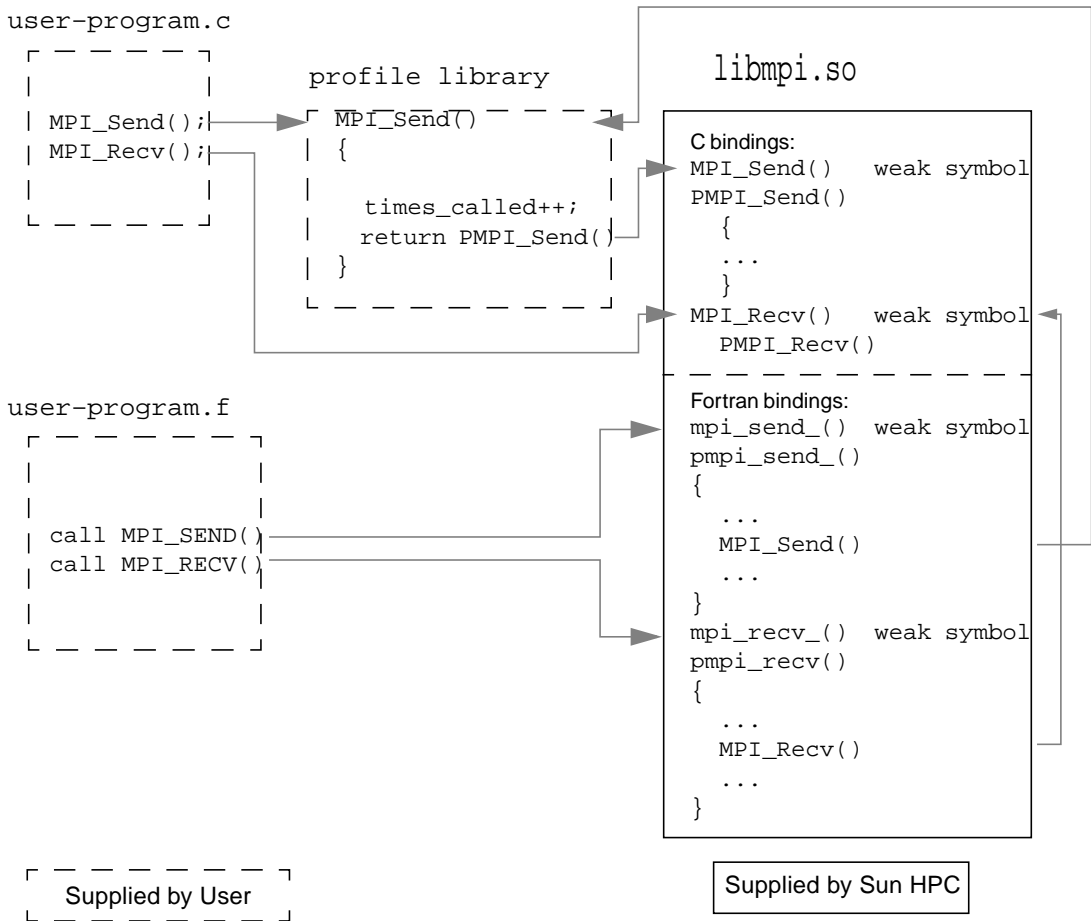 user-program.c
MPI_Send();
MPI_Recv();
profile library
MPI_Send()
{
times_called++;
return PMPI_Send()
}
libmpi.so
C bindings:
MPI_Send() weak symbol
PMPI_Send()
{
...
}
MPI_Recv() weak symbol
PMPI_Recv()
user-program.f
call MPI_SEND()
call MPI_RECV()
Fortran bindings:
mpi_send_() weak symbol
pmpi_send_()
{
...
MPI_Send()
...
}
mpi_recv_() weak symbol
pmpi_recv()
{
...
MPI_Recv()
...
}
Supplied by User
Supplied by Sun HPC